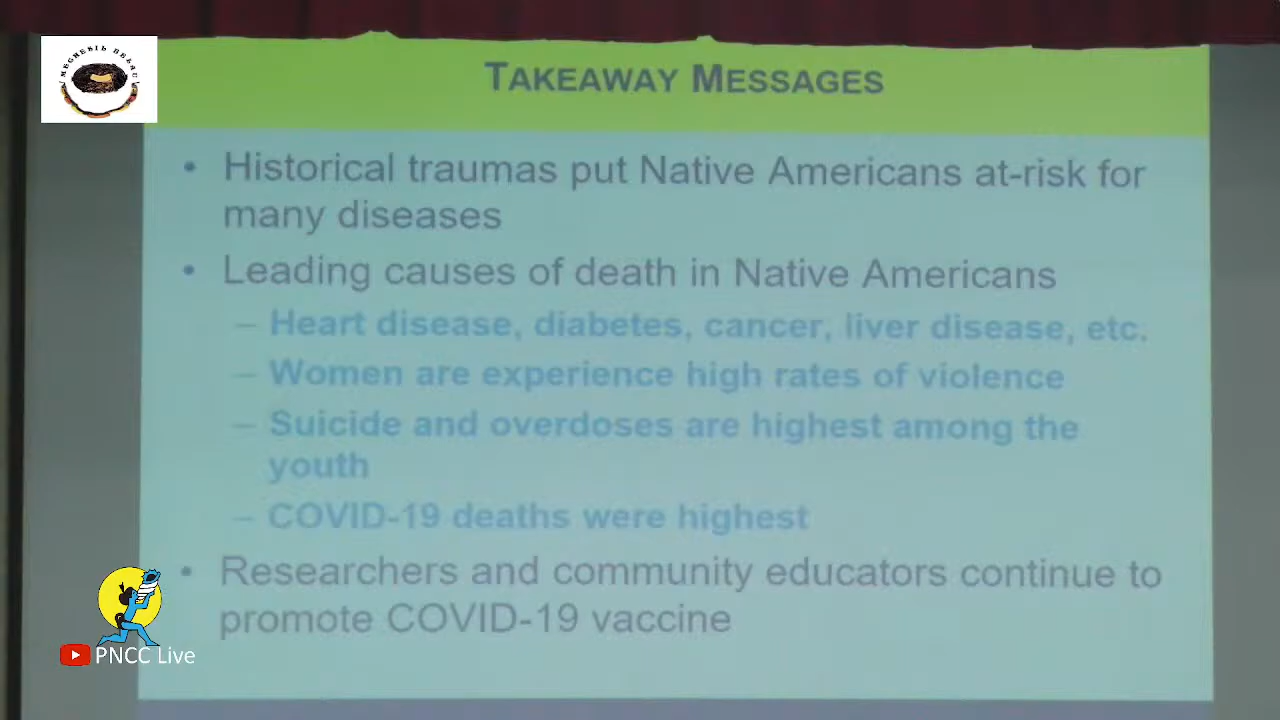 TAKEAWAY MESSAGES
• Historical traumas put Native Americans at-risk for
many diseases
• Leading causes of death in Native Americans
– Heart disease, diabetes, cancer, liver disease, etc.
– Women are experience high rates of violence
– Suicide and overdoses are highest among the
youth
– COVID-19 deaths were highest
• Researchers and community educators continue to
promote COVID-19 vaccine
PNCC Live